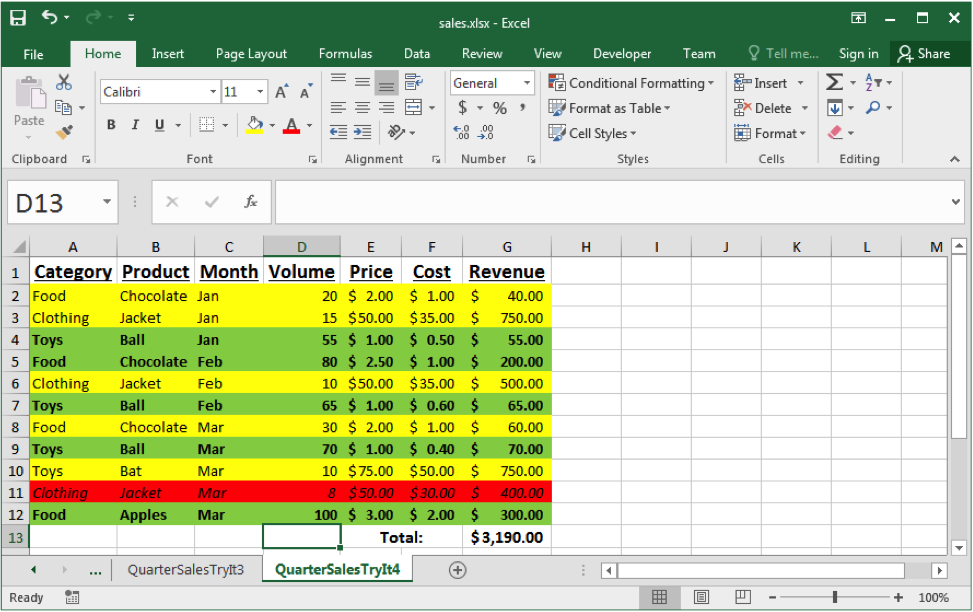 sales.xlsx - Excel
File Home Insert Page Layout Formulas Data Review View Developer Team Tell me... Sign in Share
Paste
Calibri 11
B I U A
General
$ % ,
Conditional Formatting
Format as Table
Cell Styles
Insert
Delete
Format
Clipboard Font Alignment Number Styles Cells Editing
D13 fx
A B C D E F G H I J K L M
1 Category Product Month Volume Price Cost Revenue
2 Food Chocolate Jan 20 $ 2.00 $ 1.00 $ 40.00
3 Clothing Jacket Jan 15 $50.00 $35.00 $ 750.00
4 Toys Ball Jan 55 $ 1.00 $ 0.50 $ 55.00
5 Food Chocolate Feb 80 $ 2.50 $ 1.00 $ 200.00
6 Clothing Jacket Feb 10 $50.00 $35.00 $ 500.00
7 Toys Ball Feb 65 $ 1.00 $ 0.60 $ 65.00
8 Food Chocolate Mar 30 $ 2.00 $ 1.00 $ 60.00
9 Toys Ball Mar 70 $ 1.00 $ 0.40 $ 70.00
10 Toys Bat Mar 10 $75.00 $50.00 $ 750.00
11 Clothing Jacket Mar 8 $50.00 $30.00 $ 400.00
12 Food Apples Mar 100 $ 3.00 $ 2.00 $ 300.00
13 Total: $3,190.00
... QuarterSalesTryIt3 QuarterSalesTryIt4
Ready 100%